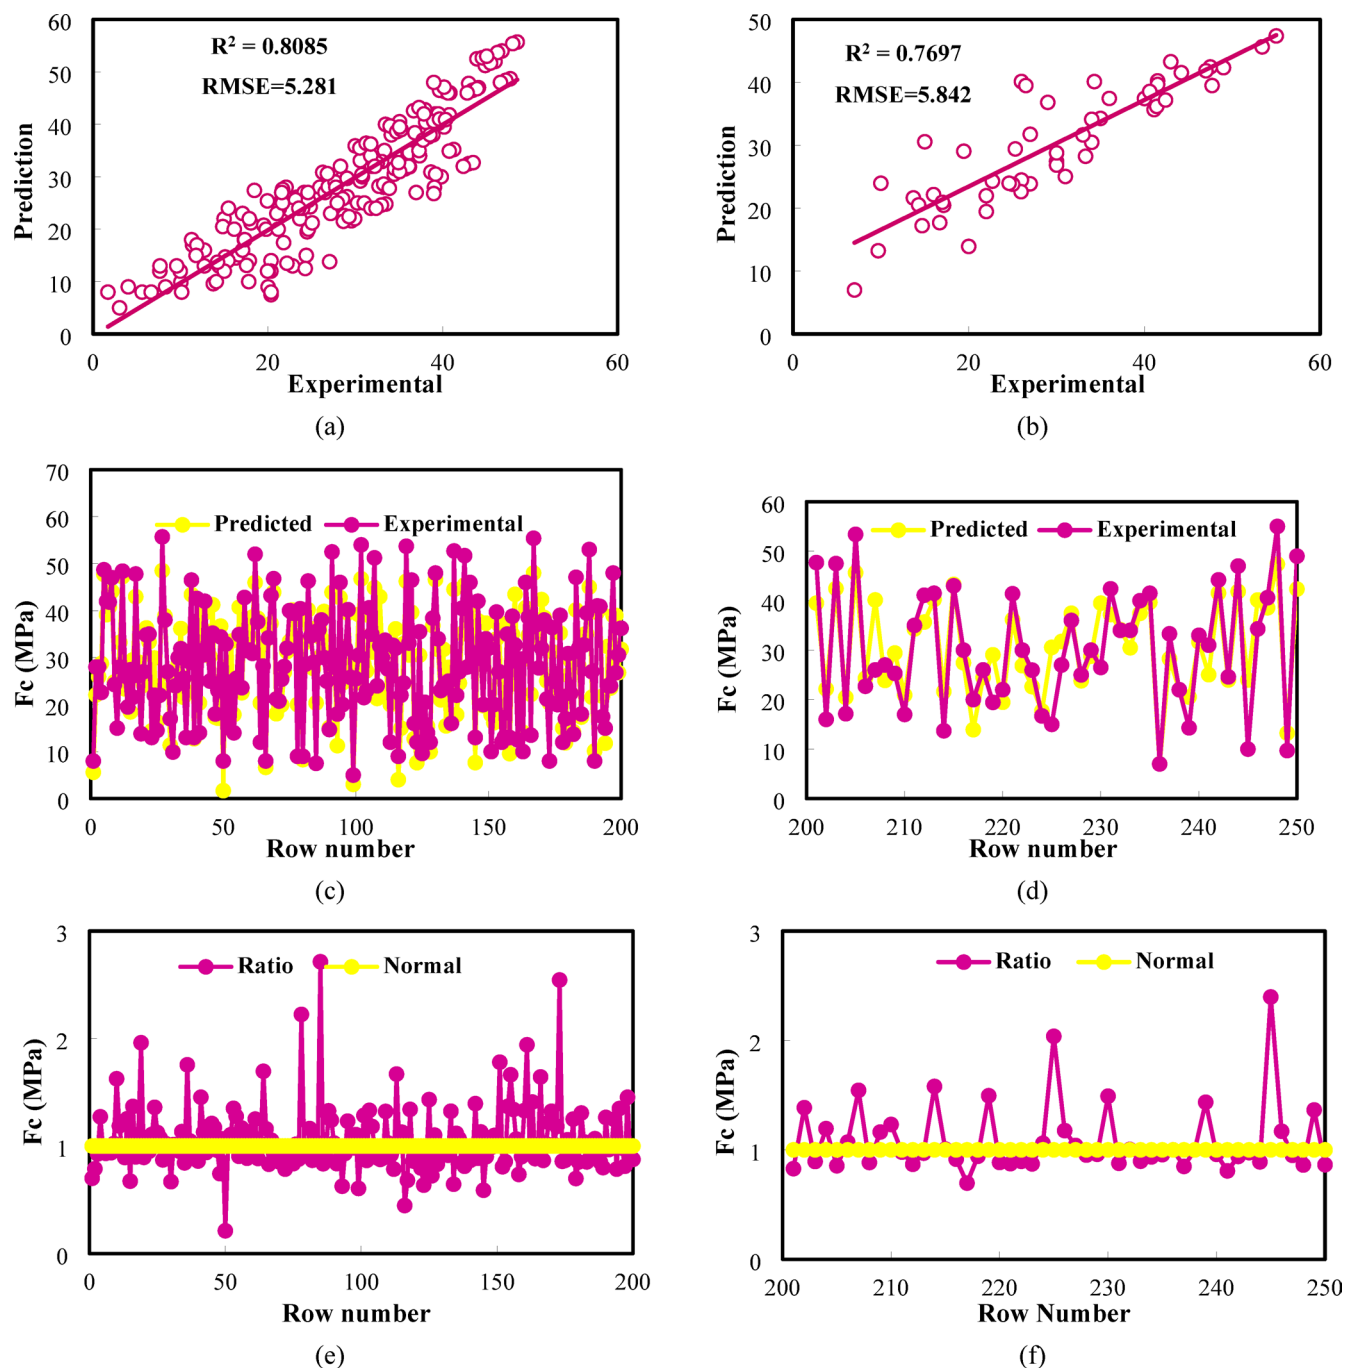 60
50
40
30
20
10
0
R² = 0.8085
RMSE=5.281
Prediction
0
20
40
60
Experimental
(a)
50
40
30
20
10
0
R² = 0.7697
RMSE=5.842
Prediction
0
20
40
60
Experimental
(b)
70
60
50
40
30
20
10
0
Predicted
Experimental
Fc (MPa)
0
50
100
150
200
Row number
(c)
60
50
40
30
20
10
0
Predicted
Experimental
Fc (MPa)
200
210
220
230
240
250
Row number
(d)
3
2
1
0
Ratio
Normal
Fc (MPa)
0
50
100
150
200
Row number
(e)
3
2
1
0
Ratio
Normal
Fc (MPa)
200
210
220
230
240
250
Row Number
(f)